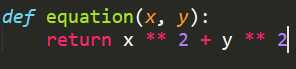 def equation(x, y):
    return x ** 2 + y ** 2